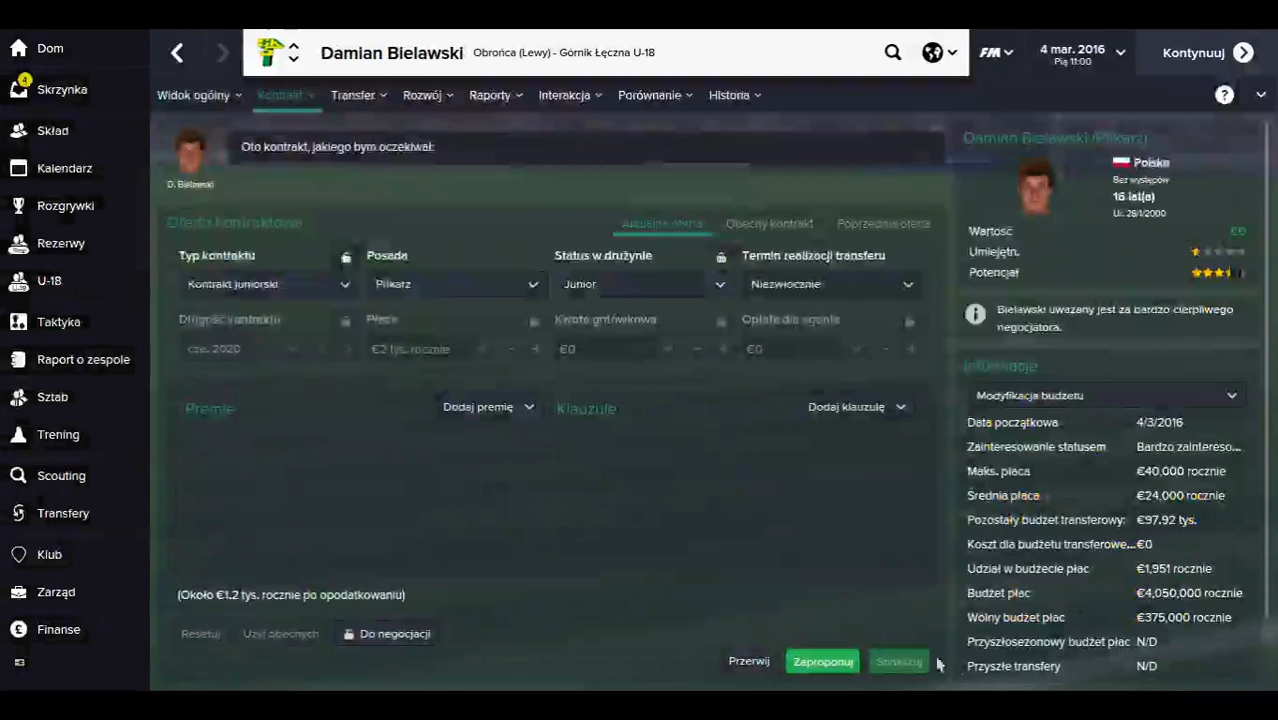 Dom
Skrzynka
4
Skład
Kalendarz
Rozgrywki
Rezerwy
U-18
Taktyka
Raport o zespole
Sztab
Trening
Scouting
Transfery
Klub
Zarząd
Finanse
Damian Bielawski
Obrońca (Lewy) - Górnik Łęczna U-18
FM
4 mar. 2016
Pią 11:00
Kontynuuj
Widok ogólny
Kontrakt
Transfer
Rozwój
Raporty
Interakcja
Porównanie
Historia
?
D. Bielawski
Oto kontrakt, jakiego bym oczekiwał:
Oferta kontraktowa
Aktualna oferta
Obecny kontrakt
Poprzednia oferta
Typ kontraktu
Posada
Status w drużynie
Termin realizacji transferu
Kontrakt juniorski
Piłkarz
Junior
Niezwłocznie
Długość kontraktu
Płaca
Kwota gotówkowa
Opłata dla agenta
cze. 2020
€2 tys. rocznie
€0
€0
Premie
Dodaj premię
Klauzule
Dodaj klauzulę
(Około €1.2 tys. rocznie po opodatkowaniu)
Resetuj
Użyj obecnych
Do negocjacji
Przerwij
Zaproponuj
Damian Bielawski (Piłkarz)
Polska
Bez występów
16 lat(a)
Ur. 28/1/2000
Wartość €0
Umiejętn.
Potencjał
Bielawski uważany jest za bardzo cierpliwego
negocjatora.
Informacje
Modyfikacja budżetu
Data początkowa 4/3/2016
Zainteresowanie statusem Bardzo zaintereso...
Maks. płaca €40,000 rocznie
Średnia płaca €24,000 rocznie
Pozostały budżet transferowy: €97.92 tys.
Koszt dla budżetu transferowe... €0
Udział w budżecie płac €1,951 rocznie
Budżet płac €4,050,000 rocznie
Wolny budżet płac €375,000 rocznie
Przyszłosezonowy budżet płac N/D
Przyszłe transfery N/D